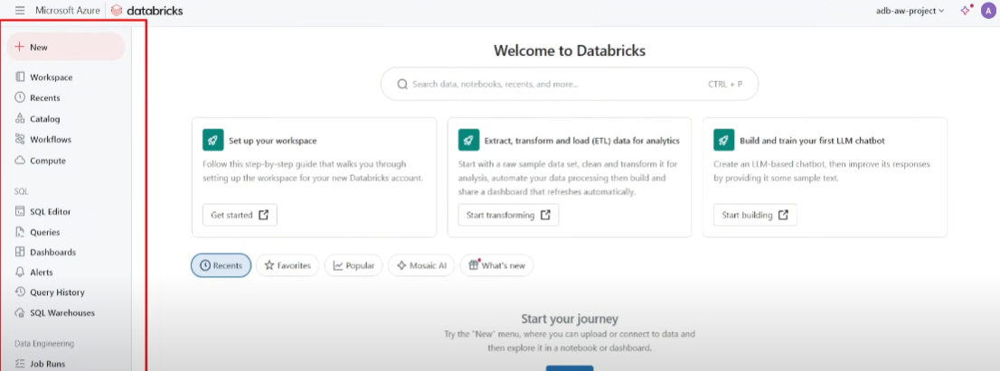 Microsoft Azure databricks
adb-aw-project
A
New
Workspace
Recents
Catalog
Workflows
Compute
SQL
SQL Editor
Queries
Dashboards
Alerts
Query History
SQL Warehouses
Data Engineering
Job Runs
Welcome to Databricks
Search data, notebooks, recents, and more... CTRL + P
Set up your workspace
Follow this step-by-step guide that walks you through
setting up the workspace for your new Databricks account.
Get started
Extract, transform and load (ETL) data for analytics
Start with a raw sample data set, clean and transform it for
analysis, automate your data processing then build and
share a dashboard that refreshes automatically.
Start transforming
Build and train your first LLM chatbot
Create an LLM-based chatbot, then improve its responses
by providing it some sample text.
Start building
Recents Favorites Popular Mosaic AI What's new
Start your journey
Try the "New" menu, where you can upload or connect to data and
then explore it in a notebook or dashboard.